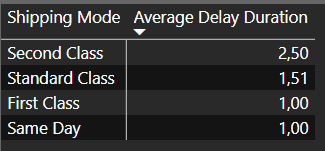 Shipping Mode Average Delay Duration
Second Class 2,50
Standard Class 1,51
First Class 1,00
Same Day 1,00